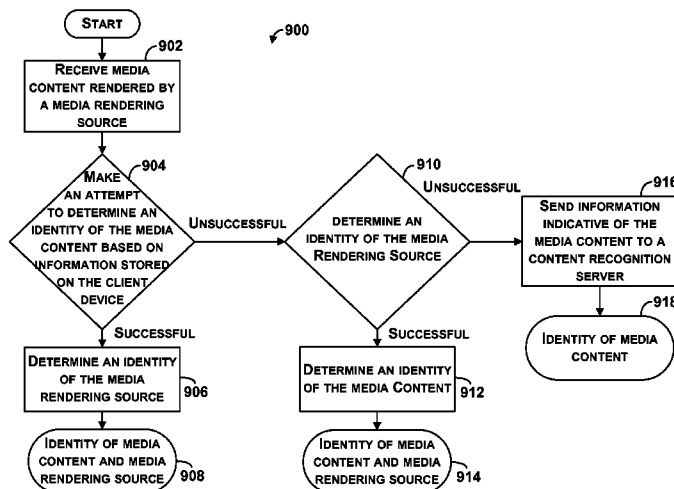 START
900
902
RECEIVE MEDIA
CONTENT RENDERED BY
A MEDIA RENDERING
SOURCE
904
MAKE
AN ATTEMPT
TO DETERMINE AN
IDENTITY OF THE MEDIA
CONTENT BASED ON
INFORMATION STORED
ON THE CLIENT
DEVICE
UNSUCCESSFUL
SUCCESSFUL
DETERMINE AN IDENTITY
OF THE MEDIA
RENDERING SOURCE
906
IDENTITY OF MEDIA
CONTENT AND MEDIA
RENDERING SOURCE
908
910
DETERMINE AN
IDENTITY OF THE MEDIA
RENDERING SOURCE
UNSUCCESSFUL
SUCCESSFUL
DETERMINE AN IDENTITY
OF THE MEDIA CONTENT
912
IDENTITY OF MEDIA
CONTENT AND MEDIA
RENDERING SOURCE
914
916
SEND INFORMATION
INDICATIVE OF THE
MEDIA CONTENT TO A
CONTENT RECOGNITION
SERVER
918
IDENTITY OF MEDIA
CONTENT